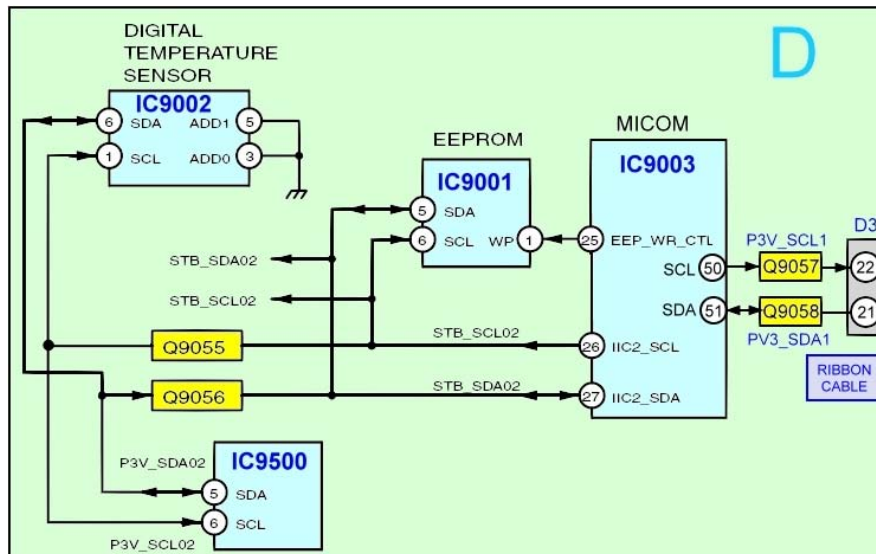 DIGITAL
TEMPERATURE
SENSOR
D
IC9002
6 SDA ADD1 5
1 SCL ADD0 3
EEPROM
IC9001
5 SDA
6 SCL WP 1
MICOM
IC9003
25 EEP_WR_CTL
SCL 50
SDA 51
26 IIC2_SCL
27 IIC2_SDA
P3V_SCL1
Q9057
Q9058
PV3_SDA1
D3
22
21
RIBBON
CABLE
STB_SDA02
STB_SCL02
STB_SCL02
Q9055
STB_SDA02
Q9056
P3V_SDA02
IC9500
5 SDA
6 SCL
P3V_SCL02